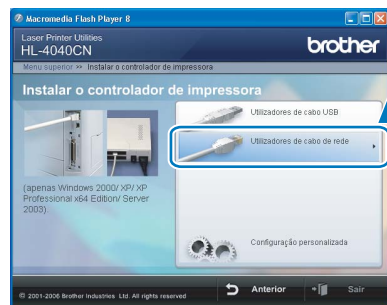 Macromedia Flash Player 8
Laser Printer Utilities
HL-4040CN
brother
Menu superior >> Instalar o controlador de impressora
Instalar o controlador de impressora
Utilizadores de cabo USB
Utilizadores de cabo de rede
(apenas Windows 2000/ XP/ XP
Professional x64 Edition/ Server
2003)
Configuração personalizada
© 2001-2006 Brother Industries Ltd. All rights reserved
Anterior
Sair